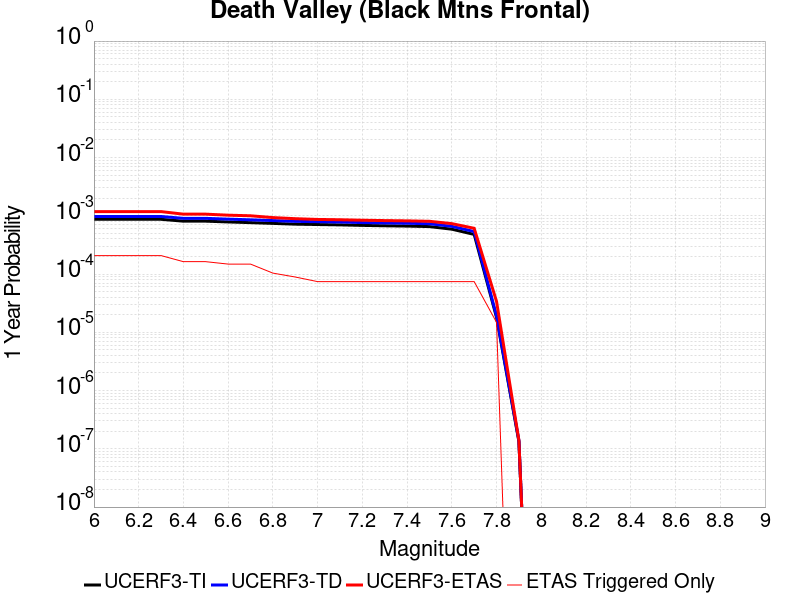 Death Valley (Black Mtns Frontal)
1 Year Probability
10^0
10^-1
10^-2
10^-3
10^-4
10^-5
10^-6
10^-7
10^-8
6 6.2 6.4 6.6 6.8 7 7.2 7.4 7.6 7.8 8 8.2 8.4 8.6 8.8 9
Magnitude
UCERF3-TI UCERF3-TD UCERF3-ETAS ETAS Triggered Only